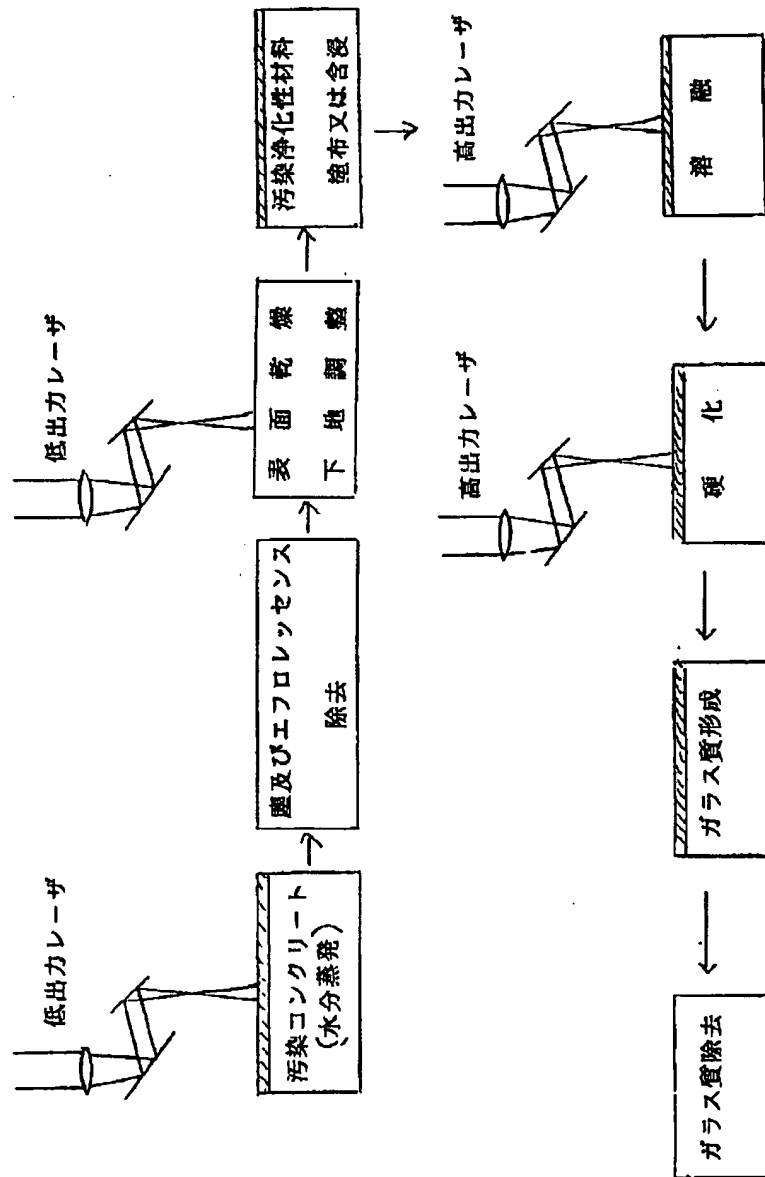 低出力レーザ
汚染コンクリート
(水分蒸発)
塵及びエフロレッセンス
除去
低出力レーザ
表面乾燥
下地調整
汚染浄化性材料
塗布又は含浸
高出力レーザ
溶融
高出力レーザ
硬化
ガラス質形成
ガラス質除去